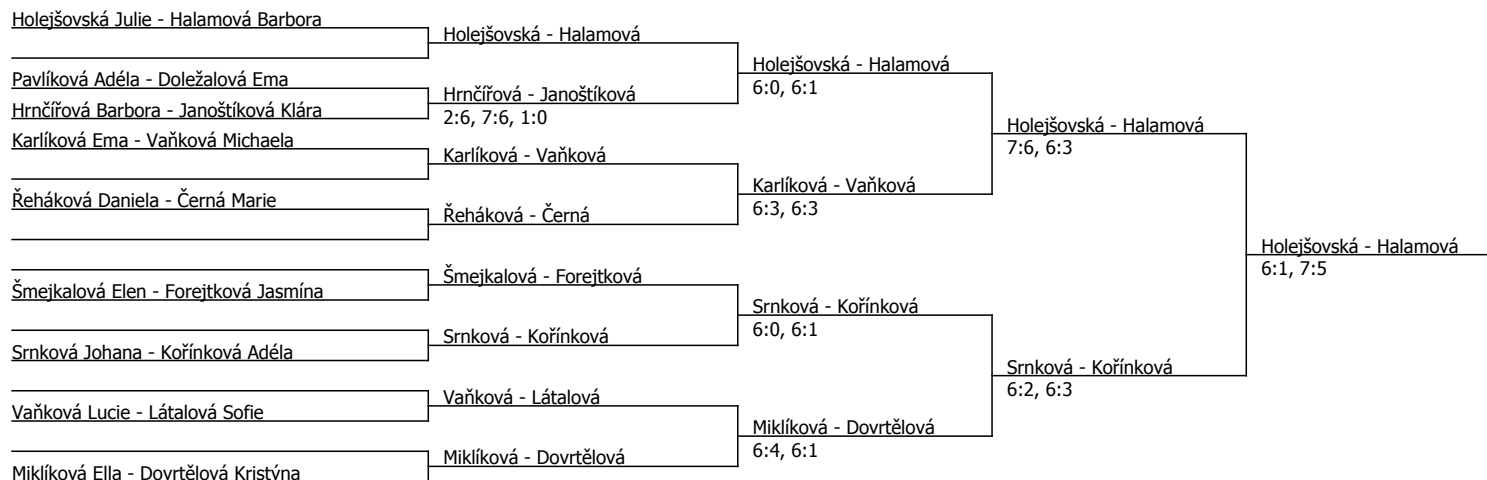 Holejšovská Julie - Halamová Barbora
Pavlíková Adéla - Doležalová Ema
Hrnčířová Barbora - Janoštíková Klára
Karlíková Ema - Vaňková Michaela
Řeháková Daniela - Černá Marie
Šmejkalová Elen - Forejtková Jasmína
Srnková Johana - Kořínková Adéla
Vaňková Lucie - Látalová Sofie
Miklíková Ella - Dovrtělová Kristýna
Holejšovská - Halamová
Hrnčířová - Janoštíková
2:6, 7:6, 1:0
Karlíková - Vaňková
Řeháková - Černá
Šmejkalová - Forejtková
Srnková - Kořínková
Vaňková - Látalová
Miklíková - Dovrtělová
Holejšovská - Halamová
6:0, 6:1
Karlíková - Vaňková
6:3, 6:3
Srnková - Kořínková
6:0, 6:1
Miklíková - Dovrtělová
6:4, 6:1
Holejšovská - Halamová
7:6, 6:3
Srnková - Kořínková
6:2, 6:3
Holejšovská - Halamová
6:1, 7:5